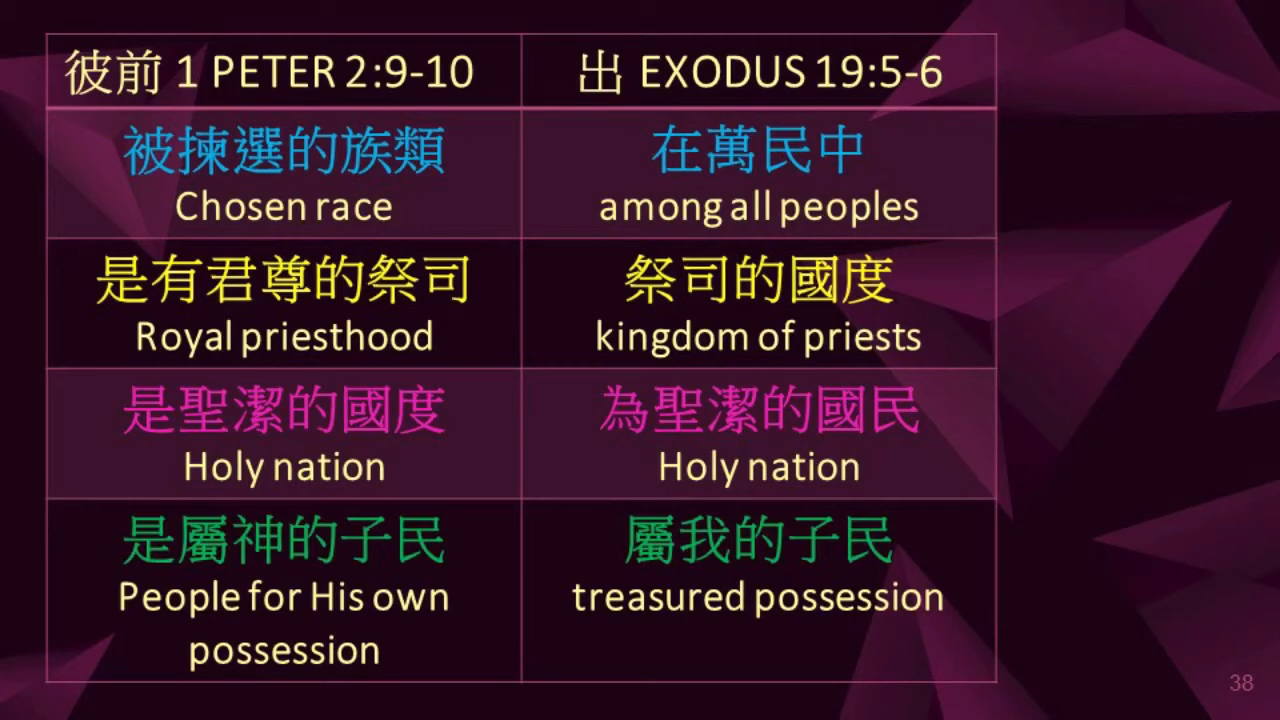 彼前 1 PETER 2:9-10
出 EXODUS 19:5-6
被揀選的族類
Chosen race
在萬民中
among all peoples
是有君尊的祭司
Royal priesthood
祭司的國度
kingdom of priests
是聖潔的國度
Holy nation
為聖潔的國民
Holy nation
是屬神的子民
People for His own
possession
屬我的子民
treasured possession
38